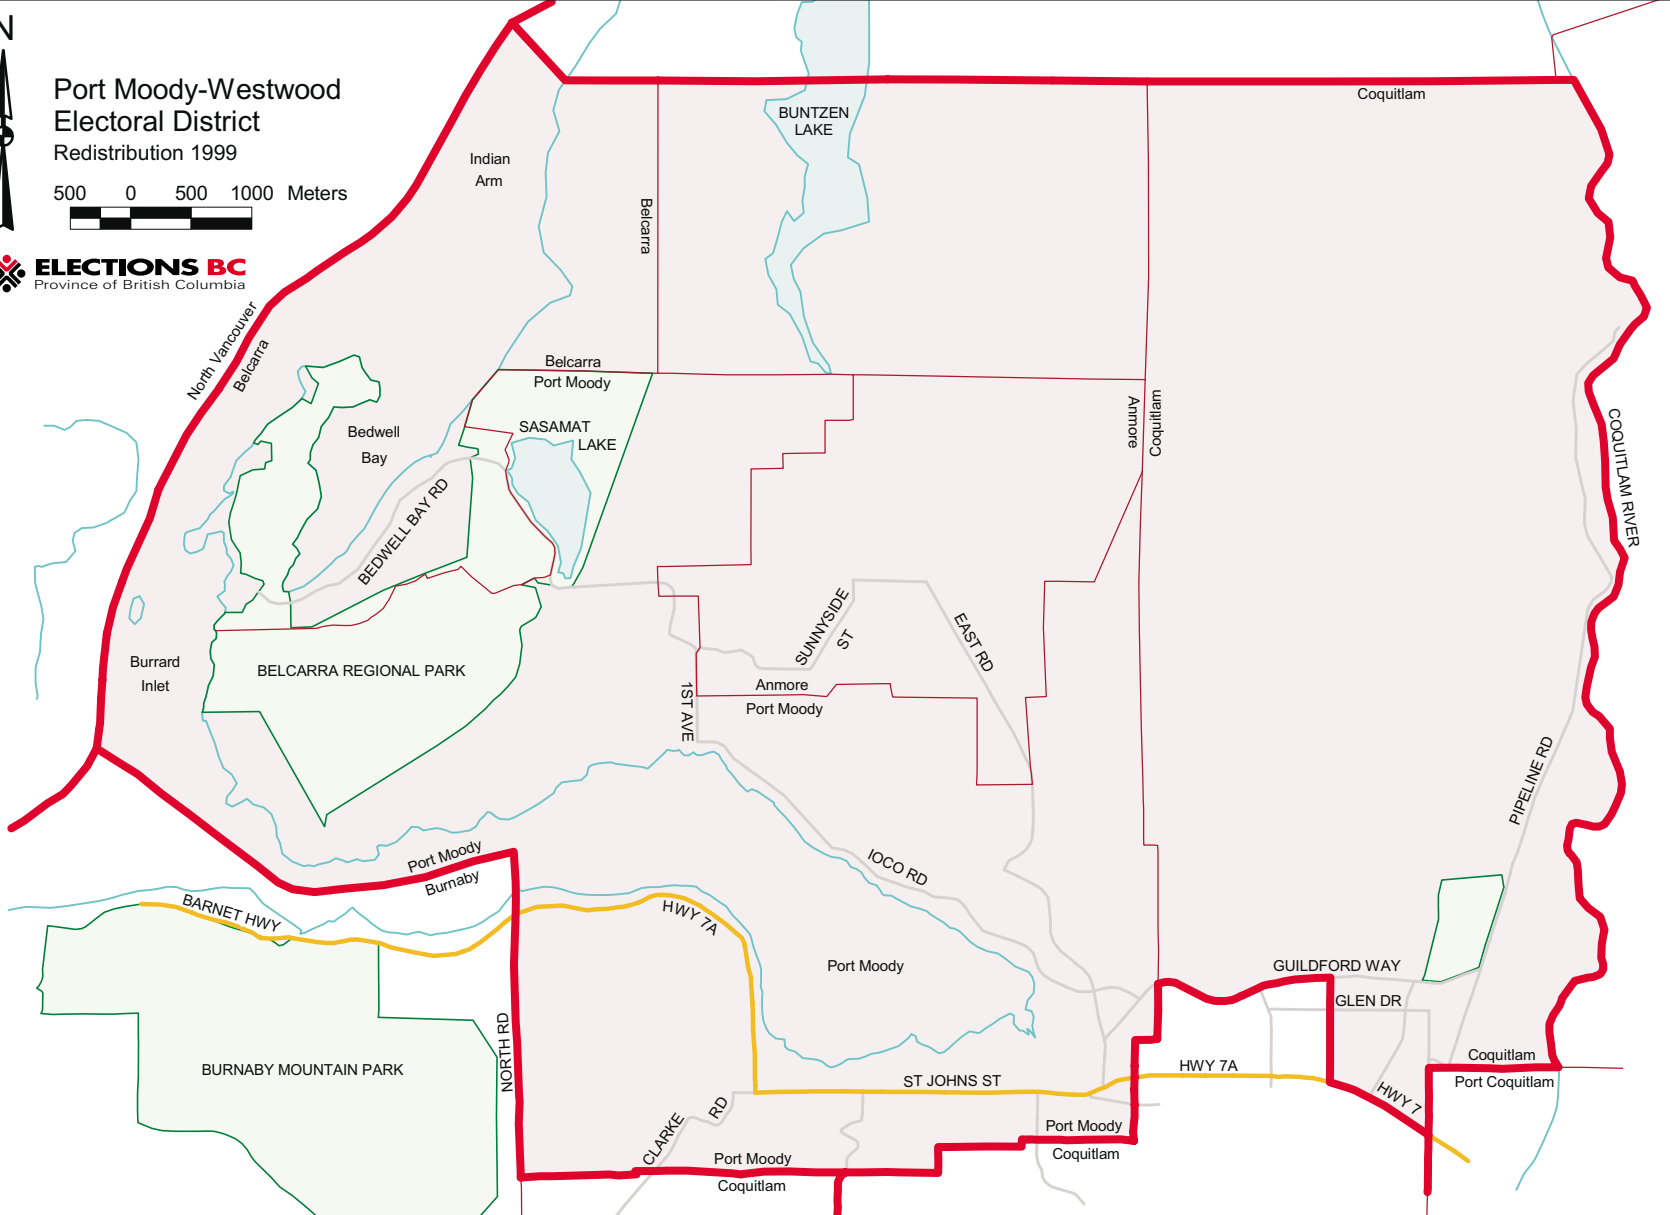 N
Port Moody-Westwood
Electoral District
Redistribution 1999
500 0 500 1000 Meters
ELECTIONS BC
Province of British Columbia
Coquitlam
BUNTZEN
LAKE
Indian
Arm
Belcarra
North Vancouver
Belcarra
Belcarra
Port Moody
SASAMAT
LAKE
Bedwell
Bay
BEDWELL BAY RD
Anmore
Coquitlam
COQUITLAM RIVER
Burrard
Inlet
BELCARRA REGIONAL PARK
SUNNYSIDE
ST
EAST RD
1ST AVE
Anmore
Port Moody
PIPELINE RD
Port Moody
Burnaby
IOCO RD
BARNET HWY
HWY 7A
Port Moody
GUILDFORD WAY
GLEN DR
BURNABY MOUNTAIN PARK
NORTH RD
ST JOHNS ST
HWY 7A
HWY 7
Coquitlam
Port Coquitlam
CLARKE
RD
Port Moody
Coquitlam
Port Moody
Coquitlam